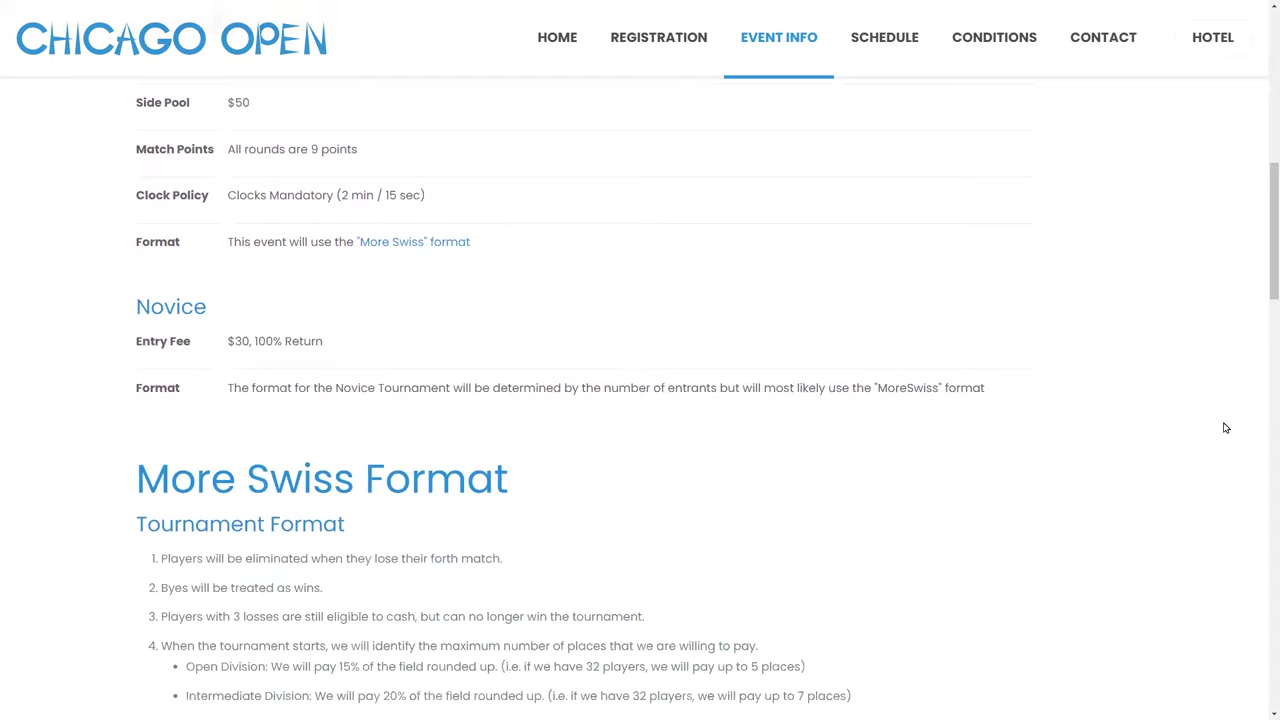 CHICAGO OPEN
HOME REGISTRATION EVENT INFO SCHEDULE CONDITIONS CONTACT HOTEL
Side Pool $50
Match Points All rounds are 9 points
Clock Policy Clocks Mandatory (2 min / 15 sec)
Format This event will use the "More Swiss" format
Novice
Entry Fee $30, 100% Return
Format The format for the Novice Tournament will be determined by the number of entrants but will most likely use the "MoreSwiss" format
More Swiss Format
Tournament Format
1. Players will be eliminated when they lose their forth match.
2. Byes will be treated as wins.
3. Players with 3 losses are still eligible to cash, but can no longer win the tournament.
4. When the tournament starts, we will identify the maximum number of places that we are willing to pay.
• Open Division: We will pay 15% of the field rounded up. (i.e. if we have 32 players, we will pay up to 5 places)
• Intermediate Division: We will pay 20% of the field rounded up. (i.e. if we have 32 players, we will pay up to 7 places)